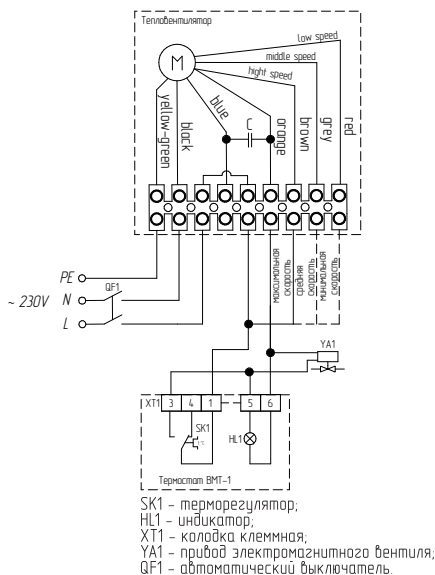 Тепловентилятор
low speed
middle speed
hight speed
M
yellow-green
black
blue
C
orange
brown
grey
red
максимальная
скорость
средняя
скорость
минимальная
скорость
PE
~ 230V N
QF1
L
YA1
XT1 3 4 1 5 6
SK1
t°C
HL1
Термостат ВМТ-1
SK1 - терморегулятор;
HL1 - индикатор;
XT1 - колодка клеммная;
YA1 - привод электромагнитного вентиля;
QF1 - автоматический выключатель.